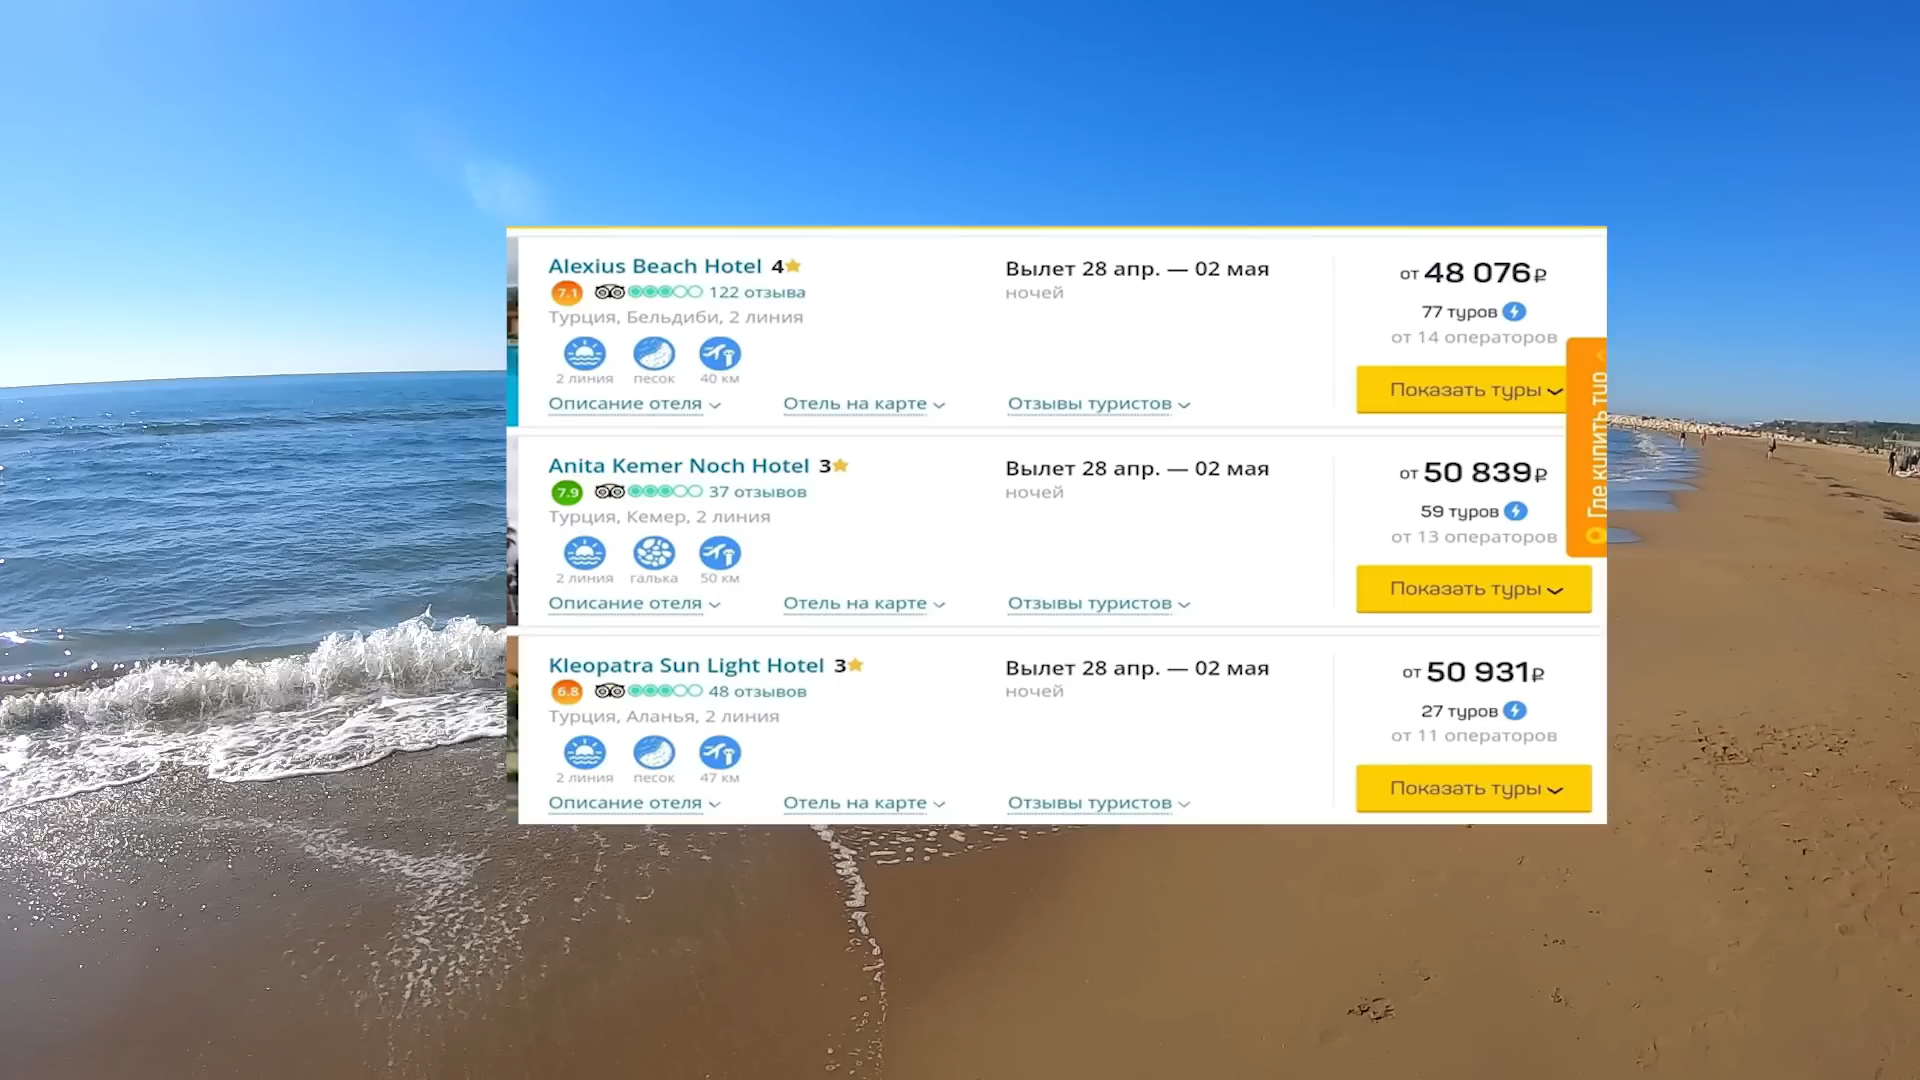 Alexius Beach Hotel 4
7.1 122 отзыва
Турция, Бельдиби, 2 линия
2 линия песок 40 км
Описание отеля Отель на карте Отзывы туристов
Вылет 28 апр. — 02 мая
ночей
от 48 076₽
77 туров
от 14 операторов
Показать туры
Где купить тур
Anita Kemer Noch Hotel 3
7.9 37 отзывов
Турция, Кемер, 2 линия
2 линия галька 50 км
Описание отеля Отель на карте Отзывы туристов
Вылет 28 апр. — 02 мая
ночей
от 50 839₽
59 туров
от 13 операторов
Показать туры
Kleopatra Sun Light Hotel 3
6.8 48 отзывов
Турция, Аланья, 2 линия
2 линия песок 47 км
Описание отеля Отель на карте Отзывы туристов
Вылет 28 апр. — 02 мая
ночей
от 50 931₽
27 туров
от 11 операторов
Показать туры